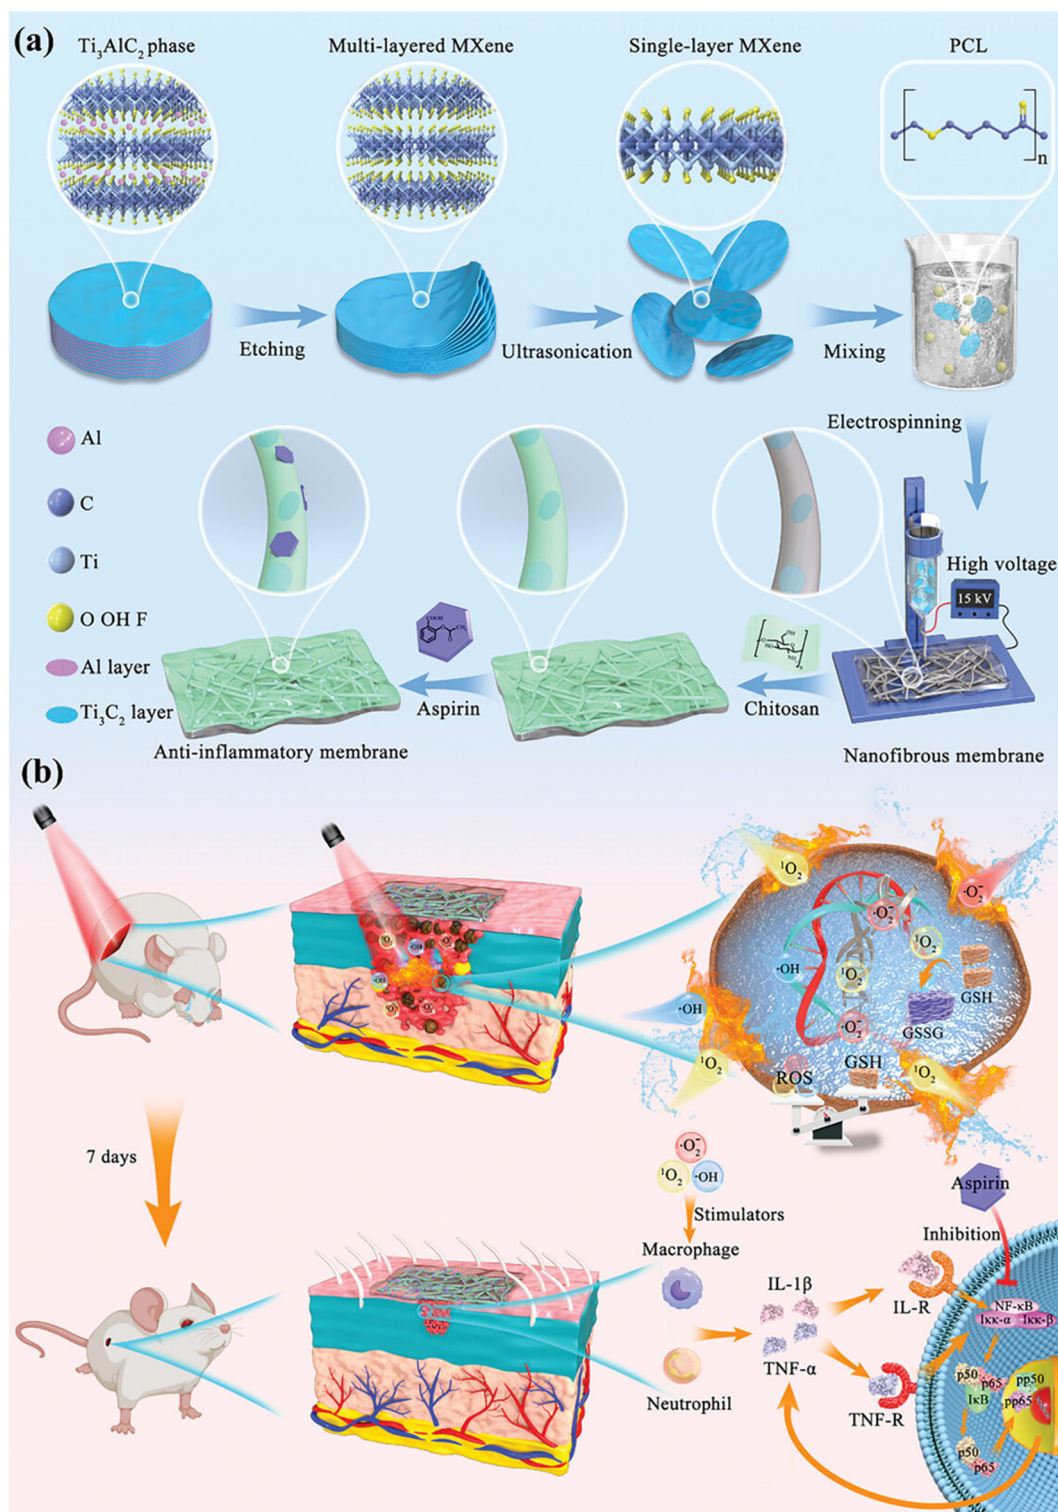 (a)
Ti₃AlC₂ phase
Multi-layered MXene
Single-layer MXene
PCL
n
Etching
Ultrasonication
Mixing
Electrospinning
Al
C
Ti
O OH F
Al layer
Ti₃C₂ layer
High voltage
15 kV
COOH
Aspirin
Chitosan
Anti-inflammatory membrane
Nanofibrous membrane
(b)
¹O₂
·O₂⁻
·O₂⁻
¹O₂
·OH
¹O₂
GSH
GSSG
·OH
·O₂⁻
¹O₂
ROS
GSH
¹O₂
7 days
·O₂⁻
¹O₂
·OH
Stimulators
Macrophage
Neutrophil
IL-1β
TNF-α
IL-R
TNF-R
Aspirin
Inhibition
NF-κB
Iκκ-α
Iκκ-β
p50
p65
IκB
pp50
pp65
p50
p65